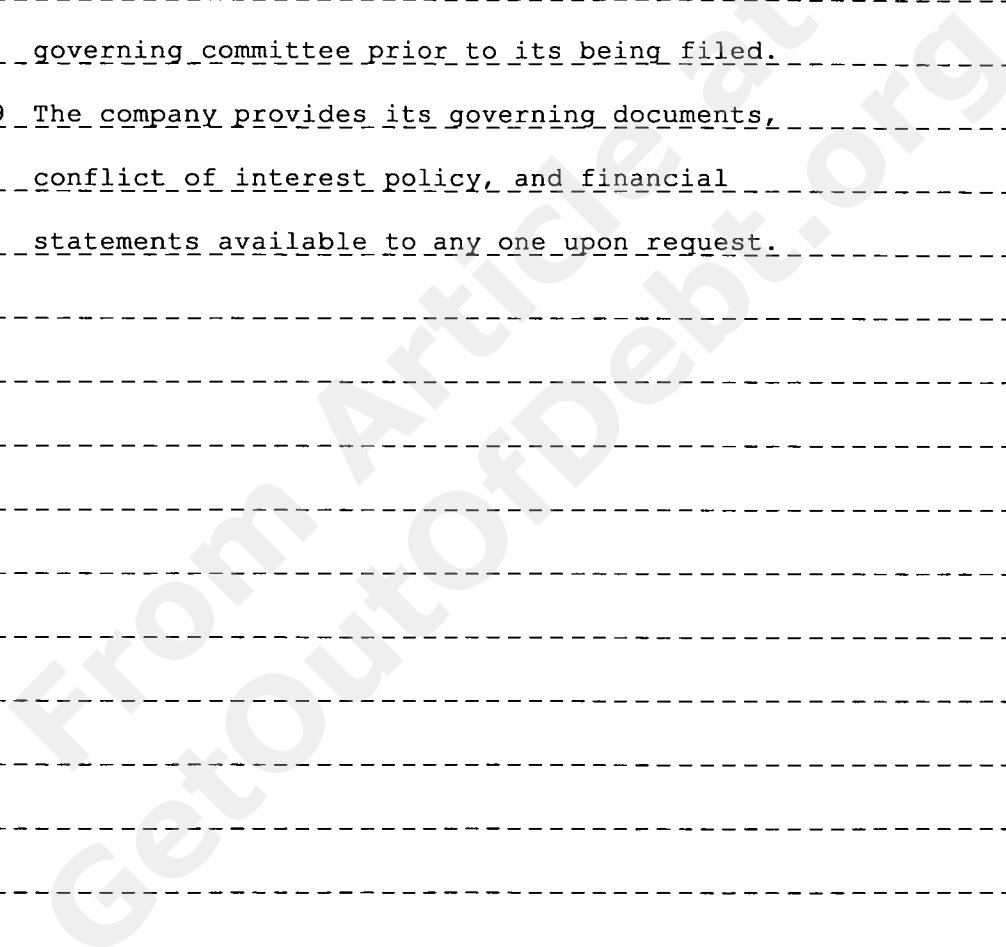 governing committee prior to its being filed.
9 The company provides its governing documents,
conflict of interest policy, and financial
statements available to any one upon request.
From Article at
GetOutOfDebt.org